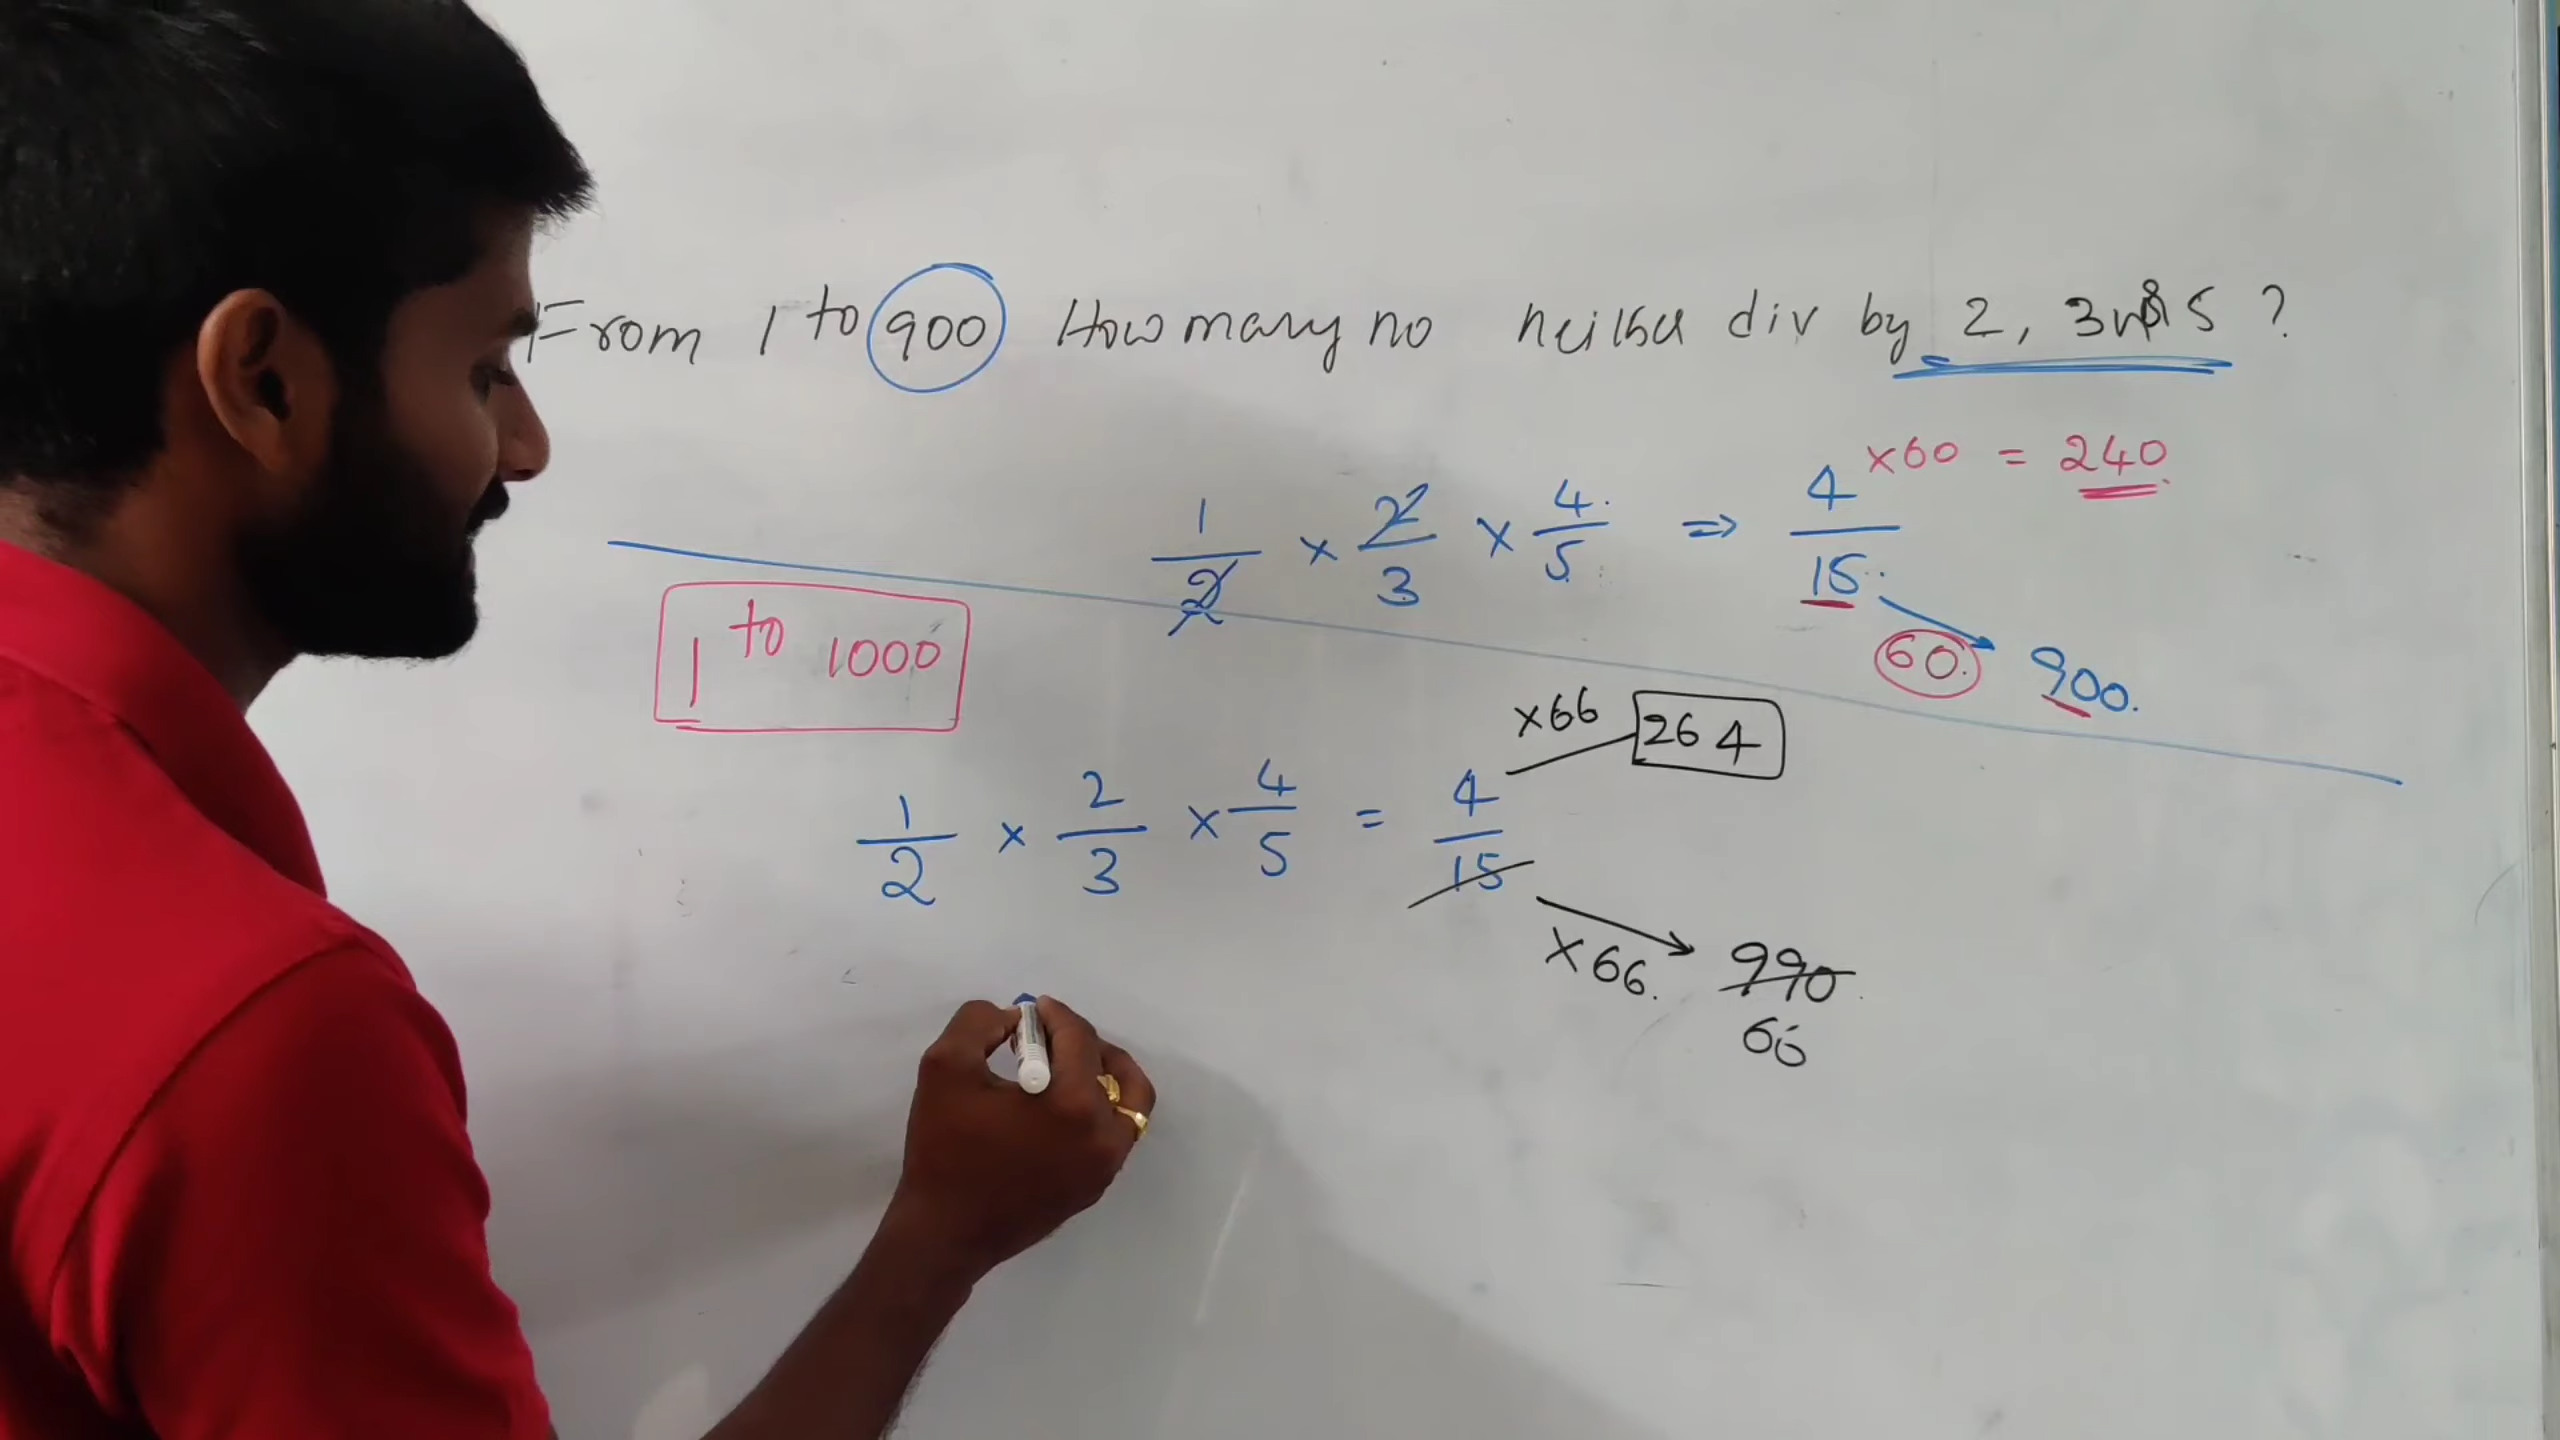 From 1 to 900 How many no neither div by 2, 3 & 5 ?
1/2 × 2/3 × 4/5 ⇒ 4/15 ×60 = 240
60. 900.
1 to 1000
×66 264
1/2 × 2/3 × 4/5 = 4/15
×66. 990.
66